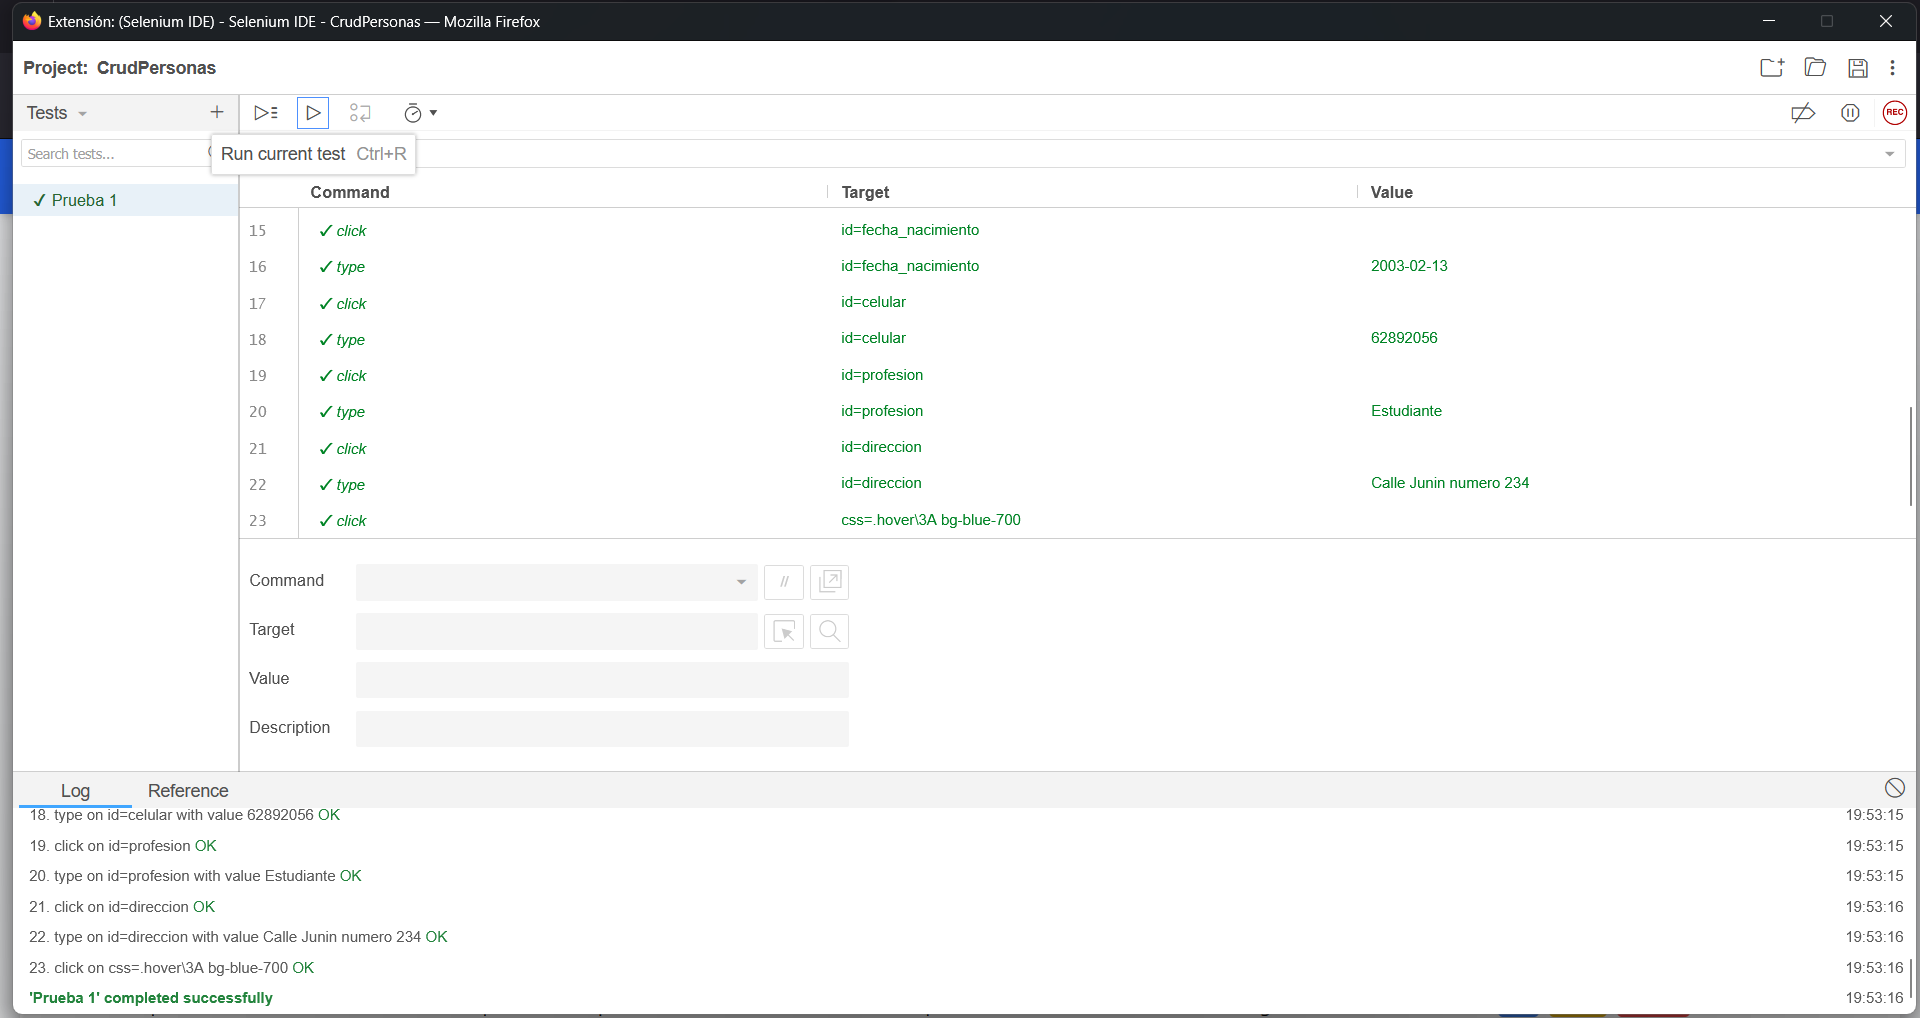 Extensión: (Selenium IDE) - Selenium IDE - CrudPersonas — Mozilla Firefox
Project: CrudPersonas
Tests
REC
Search tests...
Run current test Ctrl+R
Prueba 1
Command Target Value
15 click id=fecha_nacimiento
16 type id=fecha_nacimiento 2003-02-13
17 click id=celular
18 type id=celular 62892056
19 click id=profesion
20 type id=profesion Estudiante
21 click id=direccion
22 type id=direccion Calle Junin numero 234
23 click css=.hover\3A bg-blue-700
Command //
Target
Value
Description
Log Reference
18. type on id=celular with value 62892056 OK 19:53:15
19. click on id=profesion OK 19:53:15
20. type on id=profesion with value Estudiante OK 19:53:15
21. click on id=direccion OK 19:53:16
22. type on id=direccion with value Calle Junin numero 234 OK 19:53:16
23. click on css=.hover\3A bg-blue-700 OK 19:53:16
'Prueba 1' completed successfully 19:53:16